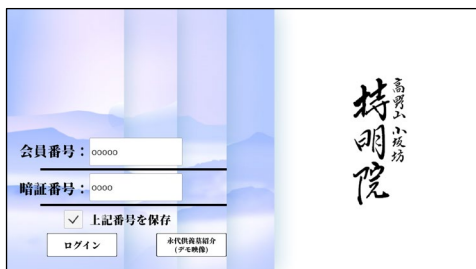 会員番号：ooooo
暗証番号：oooo
上記番号を保存
ログイン
永代供養墓紹介
(デモ映像)
高野山 小坂坊
持明院